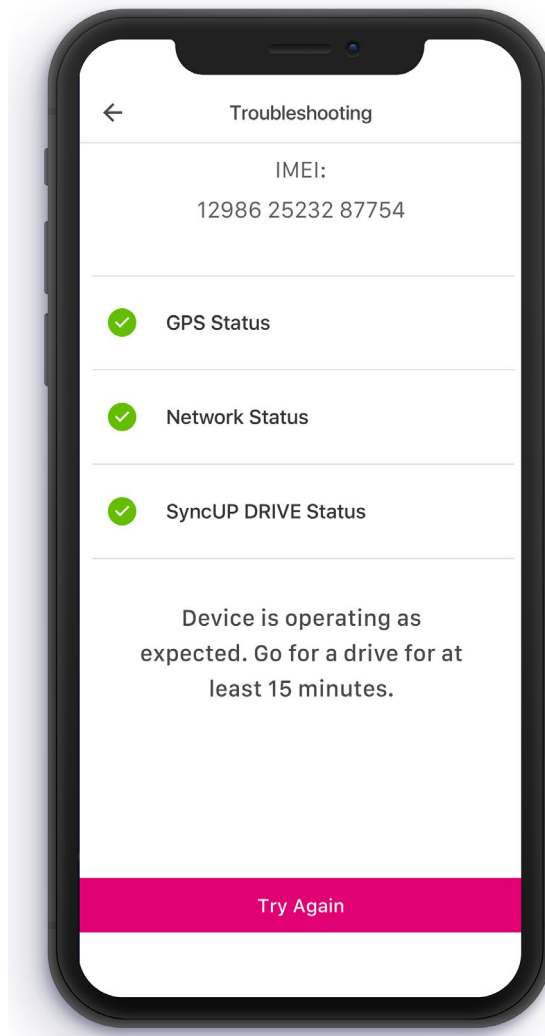 Troubleshooting
IMEI:
12986 25232 87754
GPS Status
Network Status
SyncUP DRIVE Status
Device is operating as
expected. Go for a drive for at
least 15 minutes.
Try Again